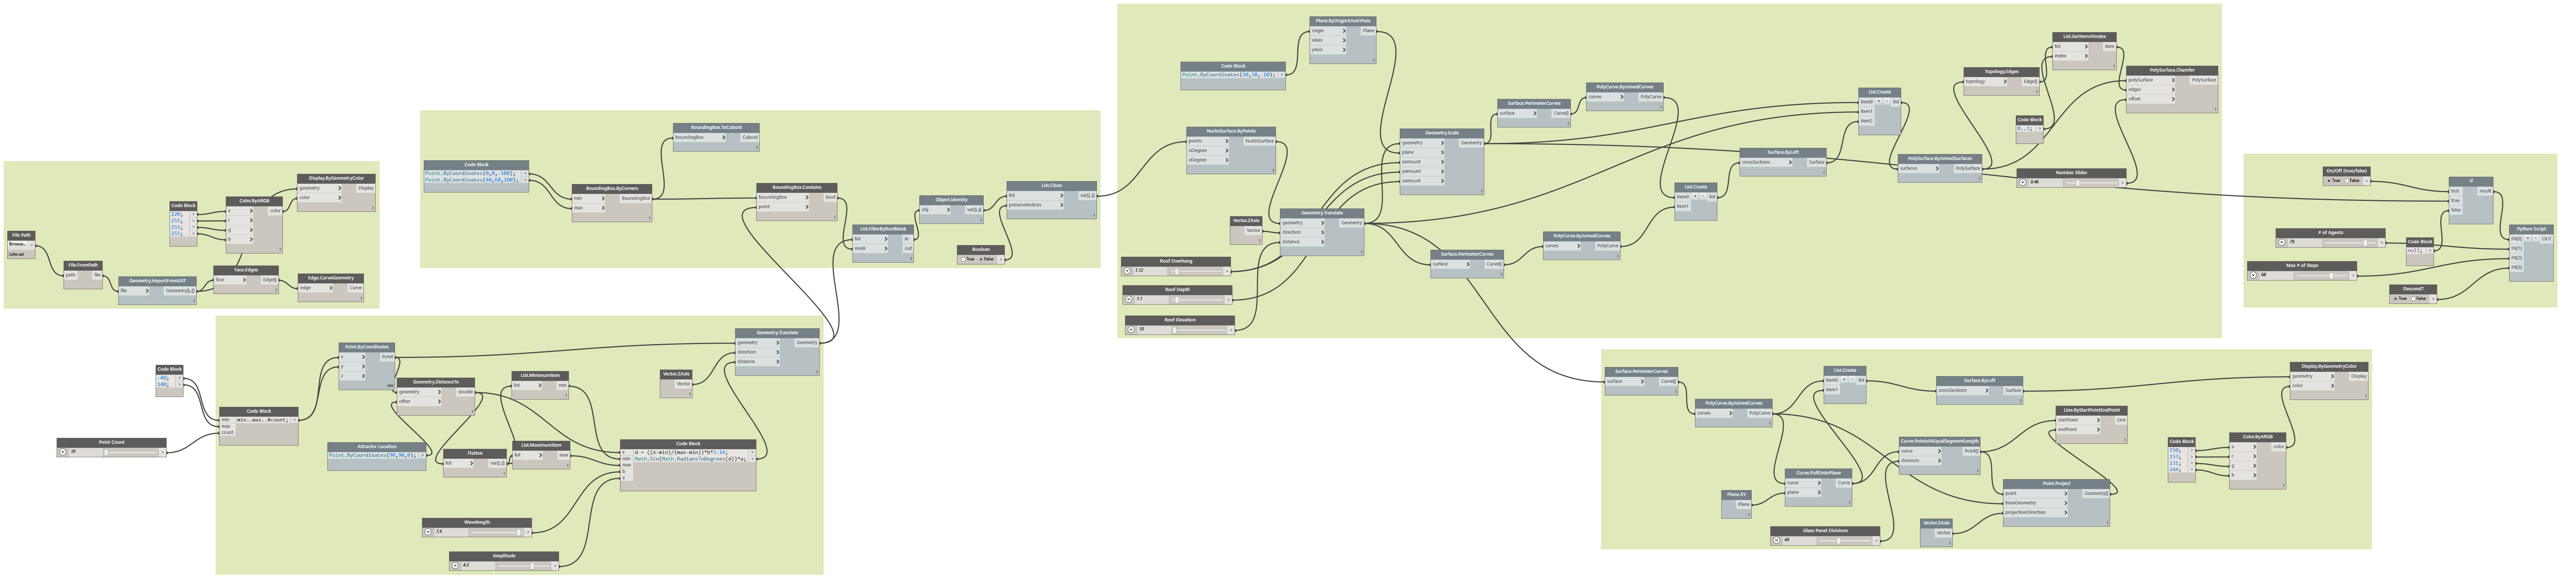 File Path
Browse...
.\site.sat
File.FromPath
path > file
Geometry.ImportFromSAT
file > Geometry[]..[]
Code Block
220;
255;
255;
255;
Color.ByARGB
a > color
r >
g >
b >
Display.ByGeometryColor
geometry > Display
color >
Face.Edges
face > Edge[]
Edge.CurveGeometry
edge > Curve
Code Block
-40;
140;
Point Count
10
Code Block
min min..max..#count;
max
count
Point.ByCoordinates
x > Point
y >
z >
Attractor Location
Point.ByCoordinates(90,90,0);
Geometry.DistanceTo
geometry > double
other >
Flatten
list > var[]..[]
List.MinimumItem
list > min
List.MaximumItem
list > max
Code Block
x d = ((x-min)/(max-min))*b*3.14;
min Math.Sin(Math.RadiansToDegrees(d))*a;
max
b
a
Wavelength
7.4
Amplitude
4.3
Vector.ZAxis
Vector
Geometry.Translate
geometry > Geometry
direction >
distance >
Code Block
Point.ByCoordinates(0,0,-100);
Point.ByCoordinates(40,60,100);
BoundingBox.ByCorners
min > BoundingBox
max >
BoundingBox.ToCuboid
boundingBox > Cuboid
BoundingBox.Contains
boundingBox > bool
point >
List.FilterByBoolMask
list > in
mask > out
Object.Identity
obj > var[]..[]
Boolean
True False
List.Clean
list > var[]..[]
preserveIndices >
Code Block
Point.ByCoordinates(20,30,-10);
Plane.ByOriginXAxisYAxis
origin > Plane
xAxis >
yAxis >
NurbsSurface.ByPoints
points > NurbsSurface
uDegree >
vDegree >
Vector.ZAxis
Vector
Geometry.Translate
geometry > Geometry
direction >
distance >
Roof Overhang
1.12
Roof Depth
1.1
Roof Elevation
10
Geometry.Scale
geometry > Geometry
plane >
xamount >
yamount >
zamount >
Surface.PerimeterCurves
surface > Curve[]
PolyCurve.ByJoinedCurves
curves > PolyCurve
Surface.PerimeterCurves
surface > Curve[]
PolyCurve.ByJoinedCurves
curves > PolyCurve
List.Create
item0 + - list
item1
Surface.ByLoft
crossSections > Surface
List.Create
item0 + - list
item1
item2
PolySurface.ByJoinedSurfaces
surfaces > PolySurface
Topology.Edges
topology > Edge[]
Code Block
0..3;
List.GetItemAtIndex
list > item
index >
Number Slider
0.46
PolySurface.Chamfer
polySurface > PolySurface
edges >
offset >
On/Off (true/false)
True False
If
test result
true
false
Code Block
null;
# of Agents
79
Max # of Steps
68
Descend?
True False
Python Script
IN[0] + - OUT
IN[1]
IN[2]
IN[3]
Surface.PerimeterCurves
surface > Curve[]
PolyCurve.ByJoinedCurves
curves > PolyCurve
Plane.XY
Plane
Curve.PullOntoPlane
curve > Curve
plane >
List.Create
item0 + - list
item1
Surface.ByLoft
crossSections > Surface
Glass Panel Divisions
49
Curve.PointsAtEqualSegmentLength
curve > Point[]
divisions >
Vector.ZAxis
Vector
Point.Project
point > Geometry[]
baseGeometry >
projectionDirection >
Line.ByStartPointEndPoint
startPoint > Line
endPoint >
Code Block
150;
153;
231;
244;
Color.ByARGB
a > color
r >
g >
b >
Display.ByGeometryColor
geometry > Display
color >